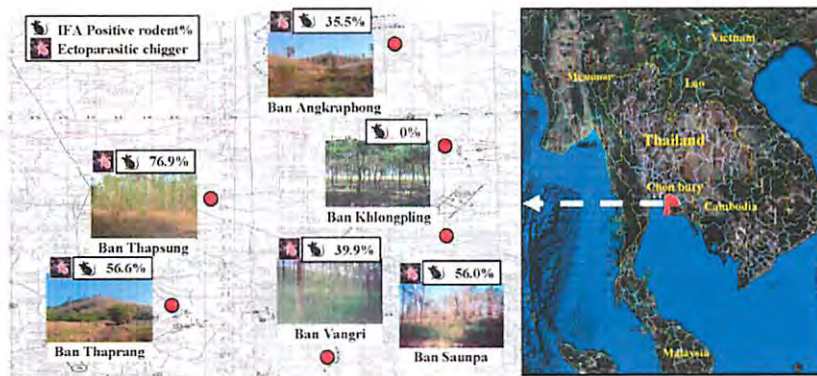 IFA Positive rodent%
Ectoparasitic chigger
35.5%
Ban Angkraphong
0%
Ban Khlongpling
76.9%
Ban Thapsung
56.6%
Ban Thaprang
39.9%
Ban Vangri
56.0%
Ban Saunpa
Vietnam
Myanmar
Lao
Thailand
Chon bury
Cambodia
Malaysia